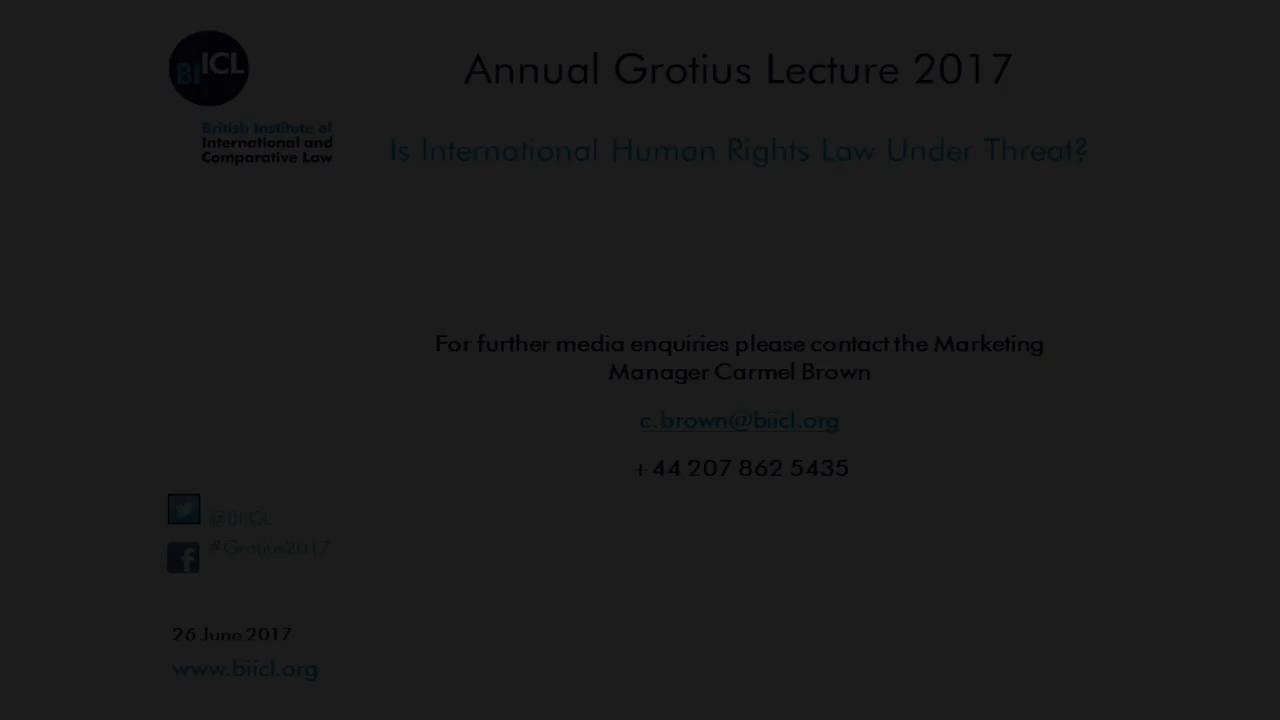 BIICL
Annual Grotius Lecture 2017
British Institute of
International and
Comparative Law
Is International Human Rights Law Under Threat?
For further media enquiries please contact the Marketing
Manager Carmel Brown
c.brown@biicl.org
+44 207 862 5435
@BIICL
#Grotius2017
26 June 2017
www.biicl.org